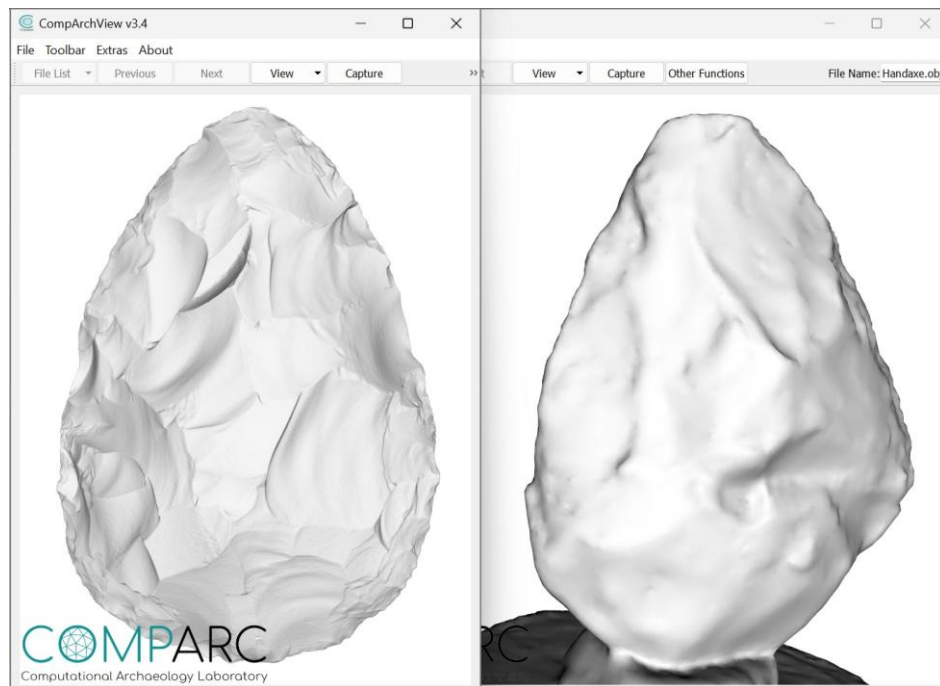 CompArchView v3.4
File Toolbar Extras About
File List Previous Next View Capture »
View Capture Other Functions File Name: Handaxe.ob
COMPARC
Computational Archaeology Laboratory